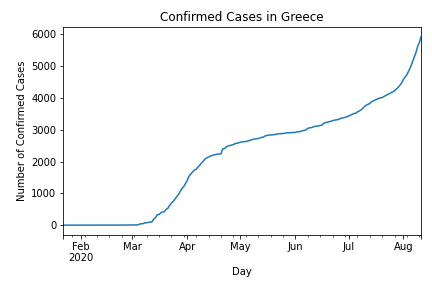 Confirmed Cases in Greece
6000
5000
4000
3000
2000
1000
0
Number of Confirmed Cases
Feb Mar Apr May Jun Jul Aug
2020
Day